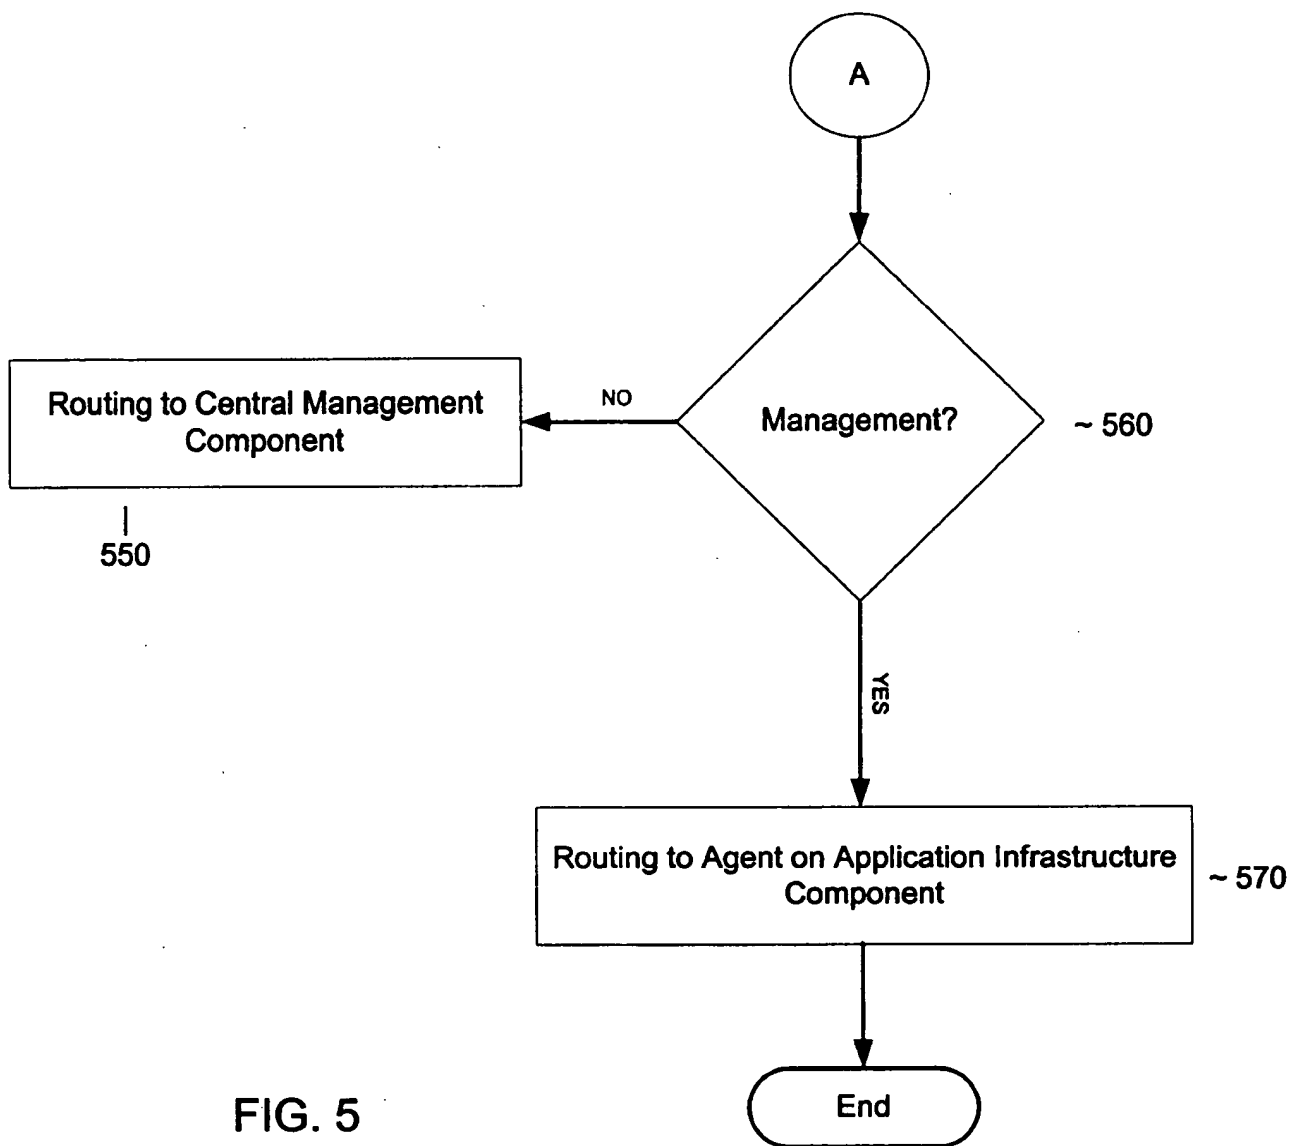 A
Management?
~ 560
NO
Routing to Central Management
Component
550
YES
Routing to Agent on Application Infrastructure
Component
~ 570
End
FIG. 5